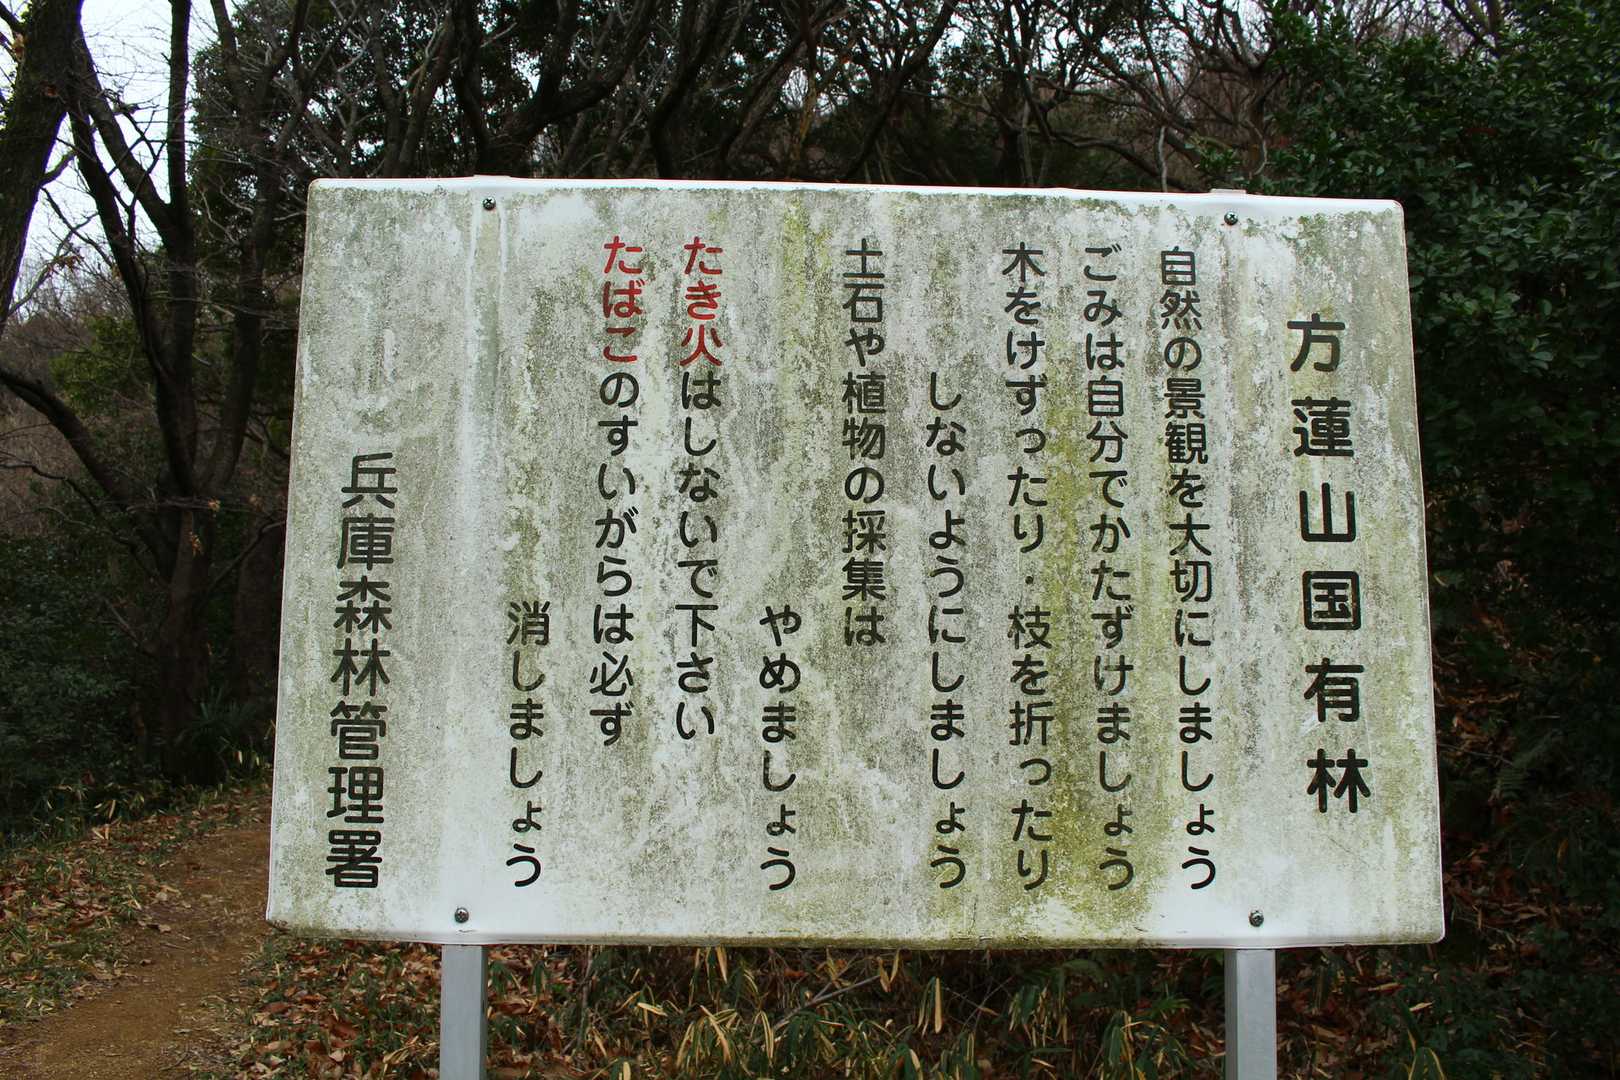 方蓮山国有林
自然の景観を大切にしましょう
ごみは自分でかたずけましょう
木をけずったり・枝を折ったり
しないようにしましょう
土石や植物の採集は
やめましょう
たき火はしないで下さい
たばこのすいがらは必ず
消しましょう
兵庫森林管理署